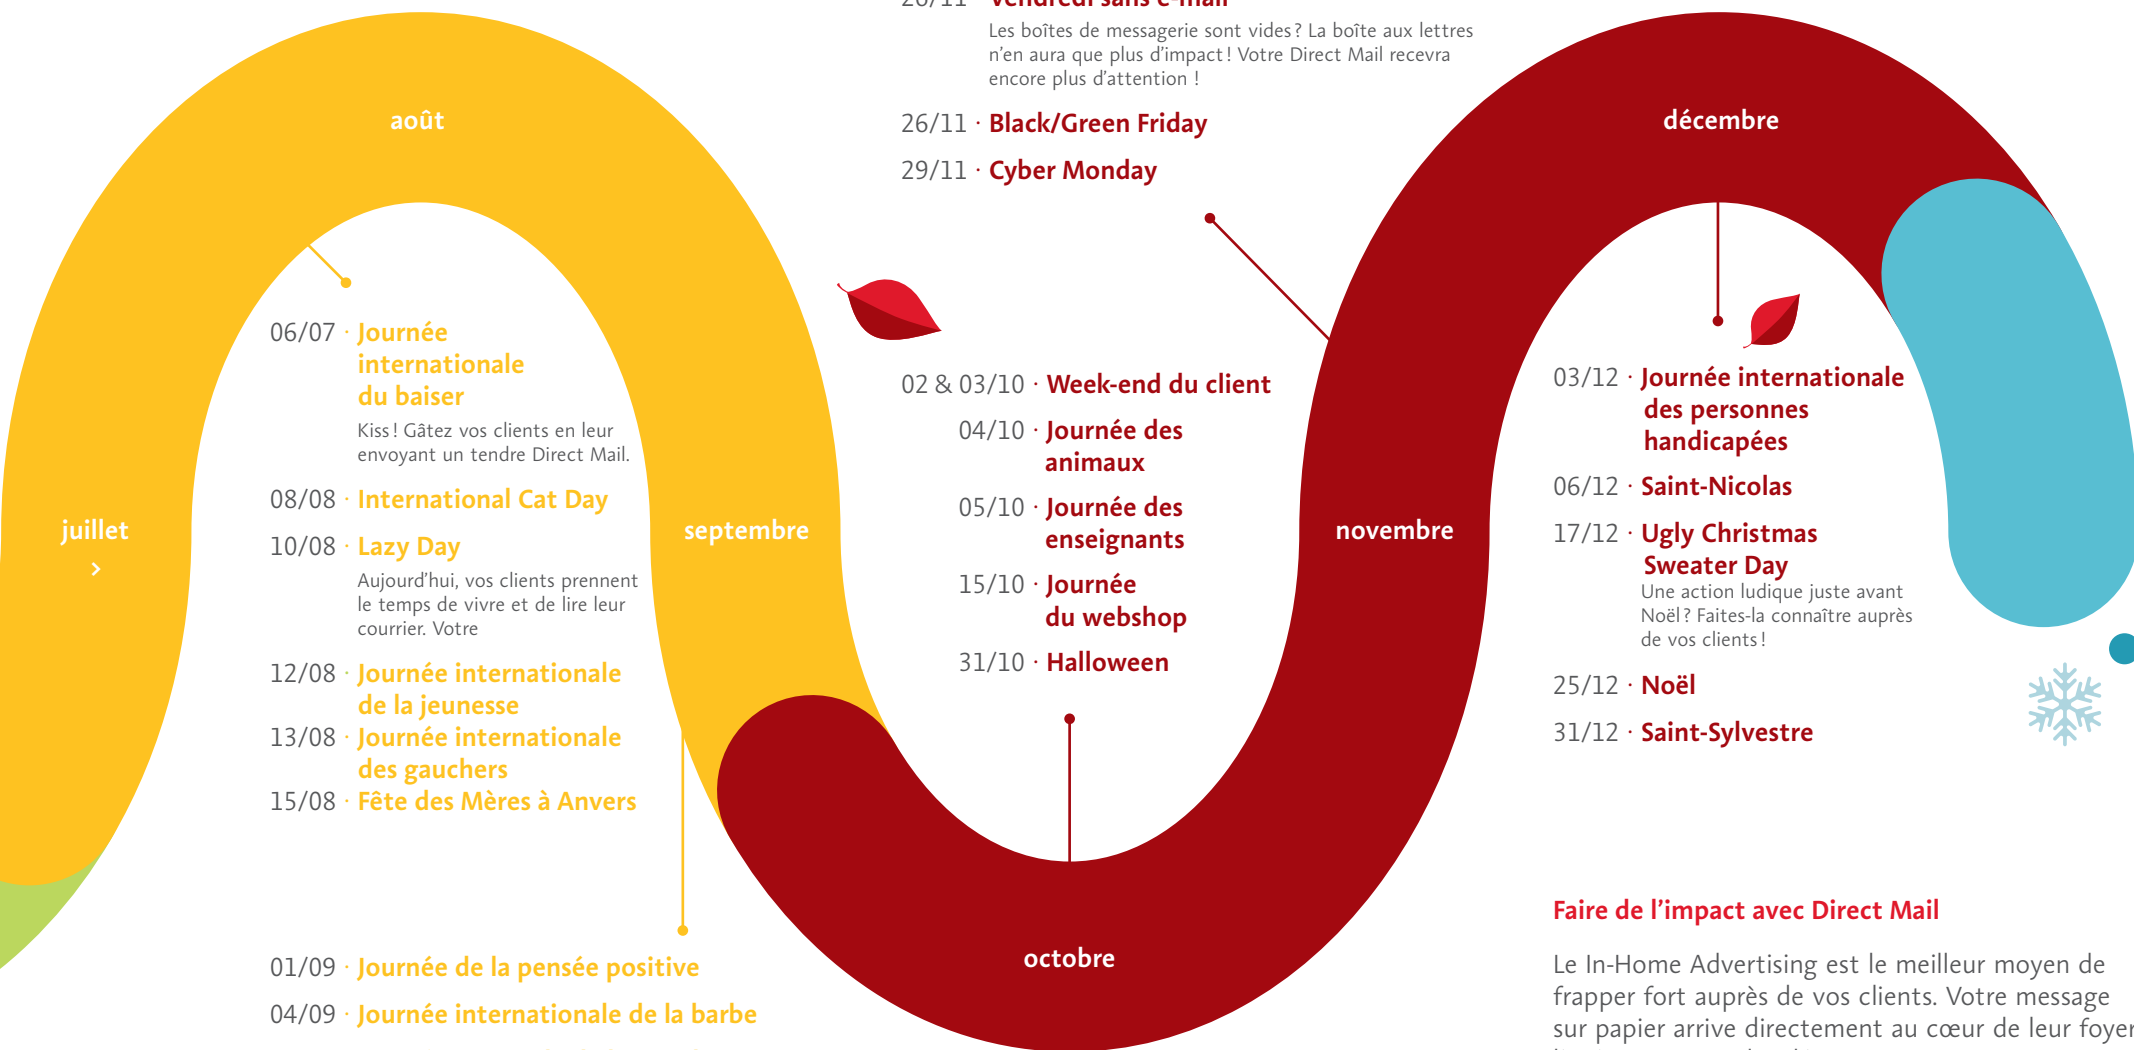 août
juillet
›
06/07 · Journée
internationale
du baiser
Kiss ! Gâtez vos clients en leur
envoyant un tendre Direct Mail.
08/08 · International Cat Day
10/08 · Lazy Day
Aujourd'hui, vos clients prennent
le temps de vivre et de lire leur
courrier. Votre
12/08 · Journée internationale
de la jeunesse
13/08 · Journée internationale
des gauchers
15/08 · Fête des Mères à Anvers
septembre
01/09 · Journée de la pensée positive
04/09 · Journée internationale de la barbe
26/11 · Vendredi sans e-mail
Les boîtes de messagerie sont vides ? La boîte aux lettres
n'en aura que plus d'impact ! Votre Direct Mail recevra
encore plus d'attention !
26/11 · Black/Green Friday
29/11 · Cyber Monday
02 & 03/10 · Week-end du client
04/10 · Journée des
animaux
05/10 · Journée des
enseignants
15/10 · Journée
du webshop
31/10 · Halloween
octobre
novembre
décembre
03/12 · Journée internationale
des personnes
handicapées
06/12 · Saint-Nicolas
17/12 · Ugly Christmas
Sweater Day
Une action ludique juste avant
Noël ? Faites-la connaître auprès
de vos clients !
25/12 · Noël
31/12 · Saint-Sylvestre
Faire de l'impact avec Direct Mail
Le In-Home Advertising est le meilleur moyen de
frapper fort auprès de vos clients. Votre message
sur papier arrive directement au cœur de leur foyer